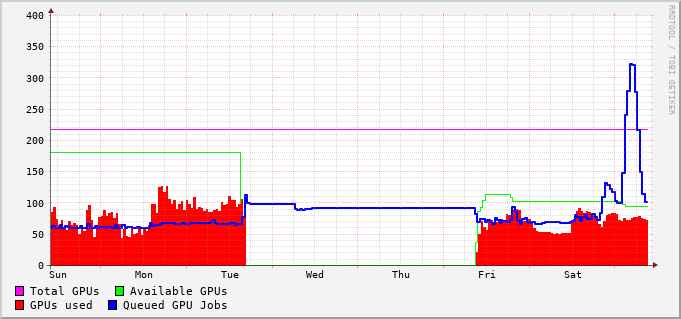 400
350
300
250
200
150
100
50
0
Sun Mon Tue Wed Thu Fri Sat
Total GPUs Available GPUs
GPUs used Queued GPU Jobs
RRDTOOL / TOBI OETIKER